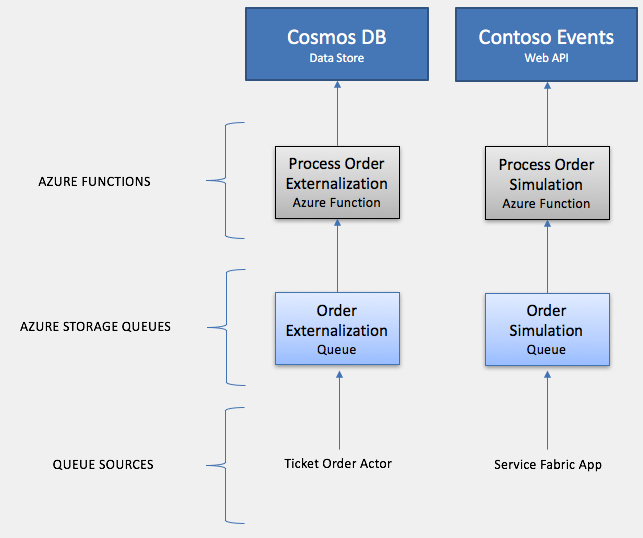 Cosmos DB
Data Store
Contoso Events
Web API
AZURE FUNCTIONS
Process Order
Externalization
Azure Function
Process Order
Simulation
Azure Function
AZURE STORAGE QUEUES
Order
Externalization
Queue
Order
Simulation
Queue
QUEUE SOURCES
Ticket Order Actor
Service Fabric App